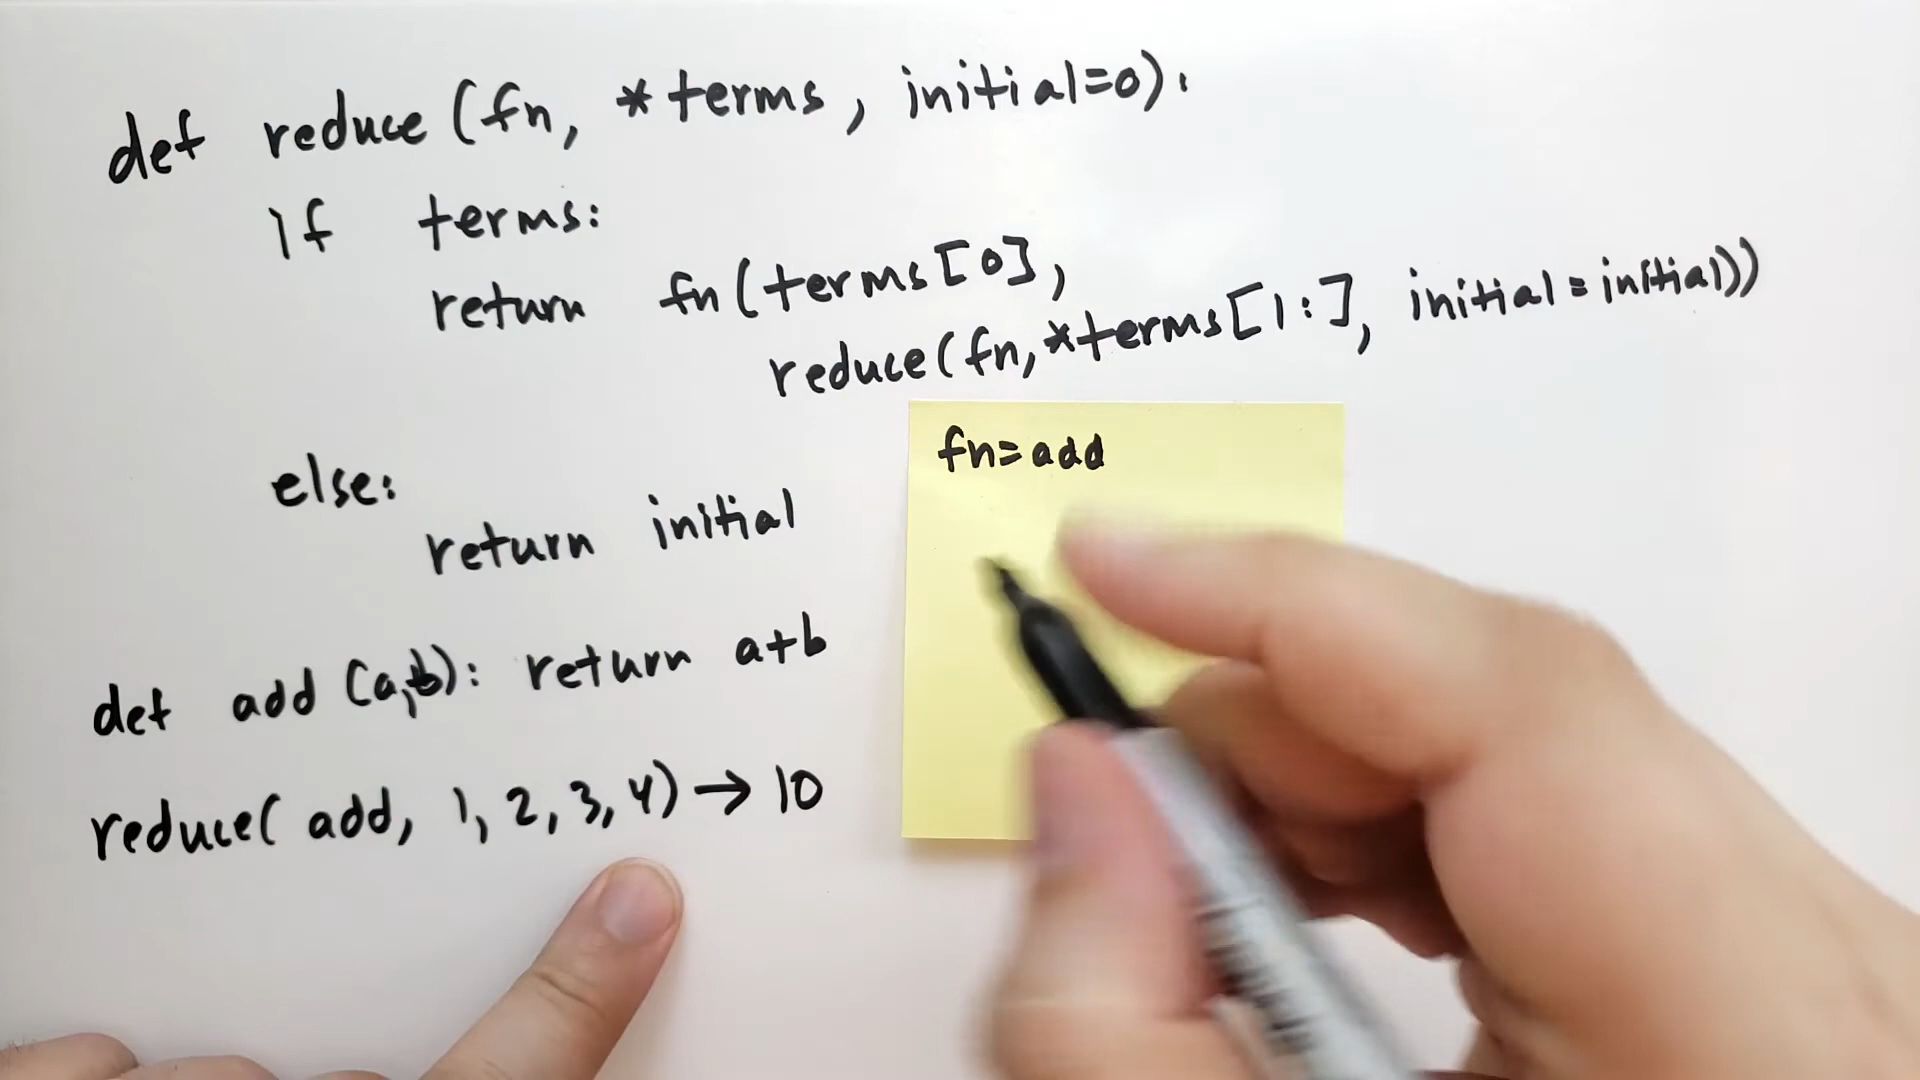 def reduce(fn, *terms, initial=0):
if terms:
return fn(terms[0],
reduce(fn,*terms[1:], initial=initial))
else:
return initial
def add (a,b): return a+b
reduce( add, 1, 2, 3, 4) → 10
fn=add